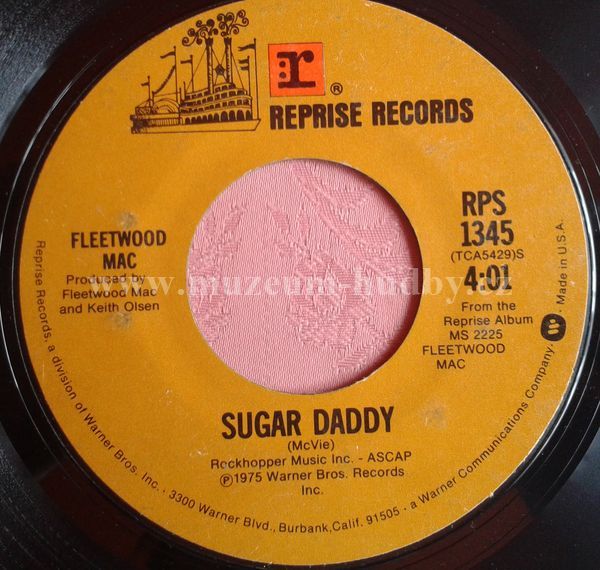 r ®
REPRISE RECORDS
FLEETWOOD
MAC
Produced by
Fleetwood Mac
and Keith Olsen
RPS
1345
(TCA5429)S
4:01
From the
Reprise Album
MS 2225
FLEETWOOD
MAC
www.muzeum-hudby.cz
SUGAR DADDY
(McVie)
Rockhopper Music Inc. - ASCAP
Ⓟ1975 Warner Bros. Records
Inc.
Reprise Records, a division of Warner Bros. Inc. · 3300 Warner Blvd., Burbank, Calif. 91505 · a Warner Communications Company · W · Made in U.S.A.